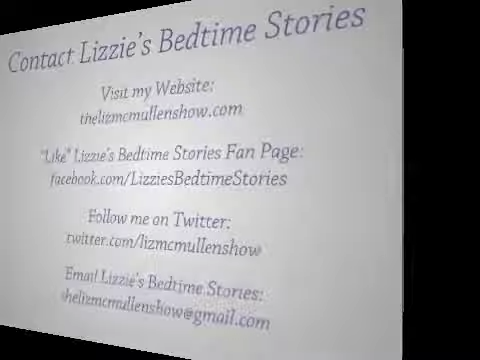 Contact Lizzie's Bedtime Stories
Visit my Website:
thelizmcmullenshow.com
"Like" Lizzie's Bedtime Stories Fan Page:
facebook.com/LizziesBedtimeStories
Follow me on Twitter:
twitter.com/lizmcmullenshow
Email Lizzie's Bedtime Stories:
thelizmcmullenshow@gmail.com